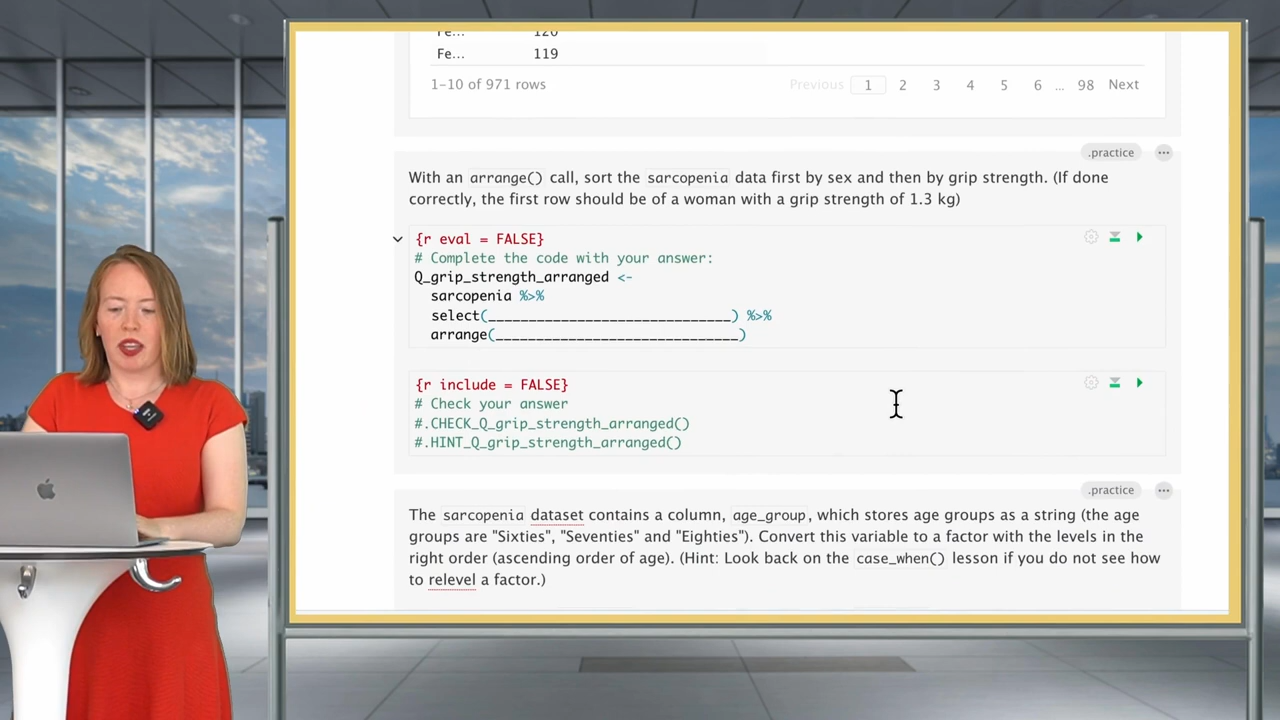 Fe... 120
Fe... 119
1–10 of 971 rows Previous 1 2 3 4 5 6 ... 98 Next
.practice
With an arrange() call, sort the sarcopenia data first by sex and then by grip strength. (If done
correctly, the first row should be of a woman with a grip strength of 1.3 kg)
{r eval = FALSE}
# Complete the code with your answer:
Q_grip_strength_arranged <-
sarcopenia %>%
select(______________________________) %>%
arrange(______________________________)
{r include = FALSE}
# Check your answer
#.CHECK_Q_grip_strength_arranged()
#.HINT_Q_grip_strength_arranged()
.practice
The sarcopenia dataset contains a column, age_group, which stores age groups as a string (the age
groups are "Sixties", "Seventies" and "Eighties"). Convert this variable to a factor with the levels in the
right order (ascending order of age). (Hint: Look back on the case_when() lesson if you do not see how
to relevel a factor.)